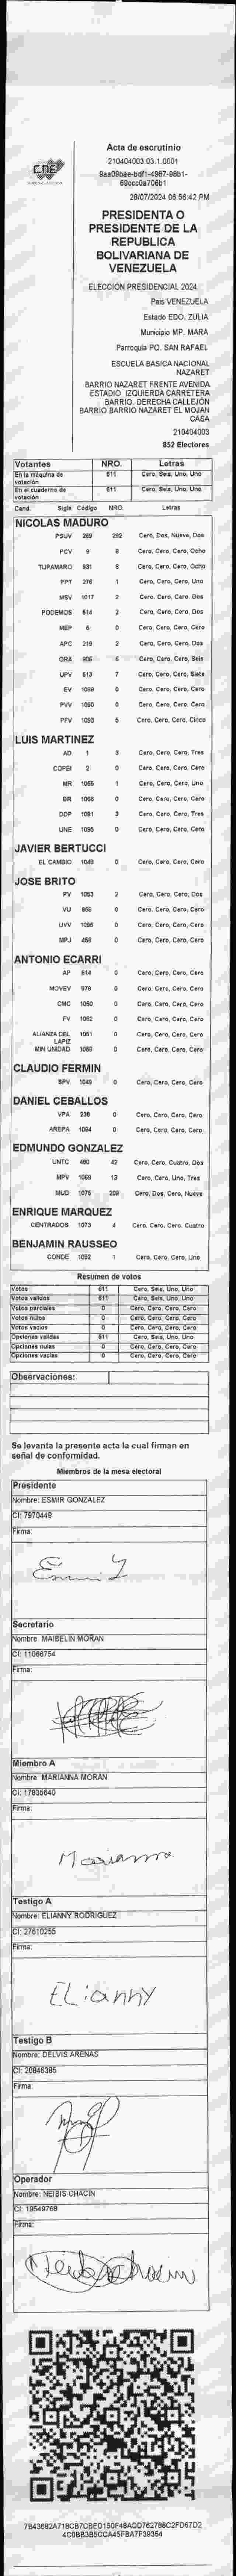 CNE
Acta de escrutinio
210404003.03.1.0001
28/07/2024 06:56:42 PM
PRESIDENTA O
PRESIDENTE DE LA
REPUBLICA
BOLIVARIANA DE
VENEZUELA
ELECCIÓN PRESIDENCIAL 2024
País VENEZUELA
Estado EDO. ZULIA
Municipio MP. MARA
Parroquia PQ. SAN RAFAEL
ESCUELA BASICA NACIONAL
NAZARET
BARRIO NAZARET FRENTE AVENIDA
ESTADIO. IZQUIERDA CARRETERA
BARRIO. DERECHA CALLEJÓN
BARRIO BARRIO NAZARET EL MOJAN
CASA
210404003
852 Electores
Votantes NRO. Letras
En la máquina de votación 611 Cero, Seis, Uno, Uno
En el cuaderno de votación 611 Cero, Seis, Uno, Uno
Cand. Sigla Código NRO. Letras
NICOLAS MADURO
PSUV 269 292 Cero, Dos, Nueve, Dos
PCV 9 8 Cero, Cero, Cero, Ocho
TUPAMARO 931 8 Cero, Cero, Cero, Ocho
PPT 276 1 Cero, Cero, Cero, Uno
MSV 1017 2 Cero, Cero, Cero, Dos
PODEMOS 514 2 Cero, Cero, Cero, Dos
MEP 6 0 Cero, Cero, Cero, Cero
APC 219 2 Cero, Cero, Cero, Dos
ORA 906 6 Cero, Cero, Cero, Seis
UPV 613 7 Cero, Cero, Cero, Siete
EV 1089 0 Cero, Cero, Cero, Cero
PVV 1090 0 Cero, Cero, Cero, Cero
PFV 1093 5 Cero, Cero, Cero, Cinco
LUIS MARTINEZ
AD 1 3 Cero, Cero, Cero, Tres
COPEI 2 0 Cero, Cero, Cero, Cero
MR 1065 1 Cero, Cero, Cero, Uno
BR 1066 0 Cero, Cero, Cero, Cero
DDP 1091 3 Cero, Cero, Cero, Tres
UNE 1095 0 Cero, Cero, Cero, Cero
JAVIER BERTUCCI
EL CAMBIO 1048 0 Cero, Cero, Cero, Cero
JOSE BRITO
PV 1053 2 Cero, Cero, Cero, Dos
VU 969 0 Cero, Cero, Cero, Cero
UVV 1096 0 Cero, Cero, Cero, Cero
MPJ 458 0 Cero, Cero, Cero, Cero
ANTONIO ECARRI
AP 914 0 Cero, Cero, Cero, Cero
MOVEV 979 0 Cero, Cero, Cero, Cero
CMC 1050 0 Cero, Cero, Cero, Cero
FV 1082 0 Cero, Cero, Cero, Cero
ALIANZA DEL LAPIZ 1061 0 Cero, Cero, Cero, Cero
MIN UNIDAD 1069 0 Cero, Cero, Cero, Cero
CLAUDIO FERMIN
SPV 1049 0 Cero, Cero, Cero, Cero
DANIEL CEBALLOS
VPA 238 0 Cero, Cero, Cero, Cero
AREPA 1094 0 Cero, Cero, Cero, Cero
EDMUNDO GONZALEZ
UNTC 460 42 Cero, Cero, Cuatro, Dos
MPV 1069 13 Cero, Cero, Uno, Tres
MUD 1076 209 Cero, Dos, Cero, Nueve
ENRIQUE MARQUEZ
CENTRADOS 1073 4 Cero, Cero, Cero, Cuatro
BENJAMIN RAUSSEO
CONDE 1092 1 Cero, Cero, Cero, Uno
Resumen de votos
Votos 611 Cero, Seis, Uno, Uno
Votos validos 611 Cero, Seis, Uno, Uno
Votos parciales 0 Cero, Cero, Cero, Cero
Votos nulos 0 Cero, Cero, Cero, Cero
Votos vacios 0 Cero, Cero, Cero, Cero
Opciones validas 611 Cero, Seis, Uno, Uno
Opciones nulas 0 Cero, Cero, Cero, Cero
Opciones vacias 0 Cero, Cero, Cero, Cero
Observaciones:
Se levanta la presente acta la cual firman en
señal de conformidad.
Miembros de la mesa electoral
Presidente
Nombre: ESMIR GONZALEZ
CI: 7970449
Firma:
Secretario
Nombre: MAIBELIN MORAN
CI: 11066754
Firma:
Miembro A
Nombre: MARIANNA MORAN
CI: 17835640
Firma:
Marianna
Testigo A
Nombre: ELIANNY RODRIGUEZ
CI: 27610255
Firma:
ELianny
Testigo B
Nombre: DELVIS ARENAS
CI: 20846385
Firma:
Operador
Nombre: NEIBIS CHACIN
CI: 19549768
Firma:
7B43682A718CB7CBED150F48ADD762788C2FD67D2
4C0BB3B5CCA45FBA7F39354